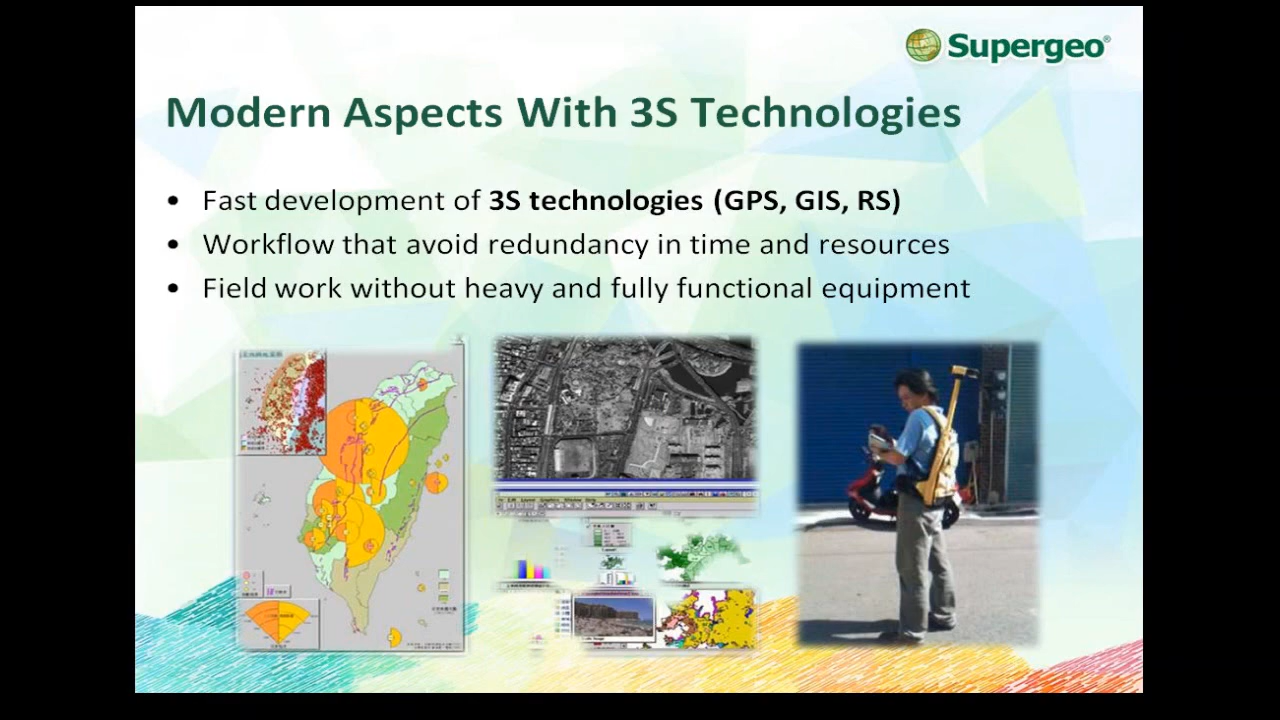 Supergeo®
Modern Aspects With 3S Technologies
• Fast development of 3S technologies (GPS, GIS, RS)
• Workflow that avoid redundancy in time and resources
• Field work without heavy and fully functional equipment